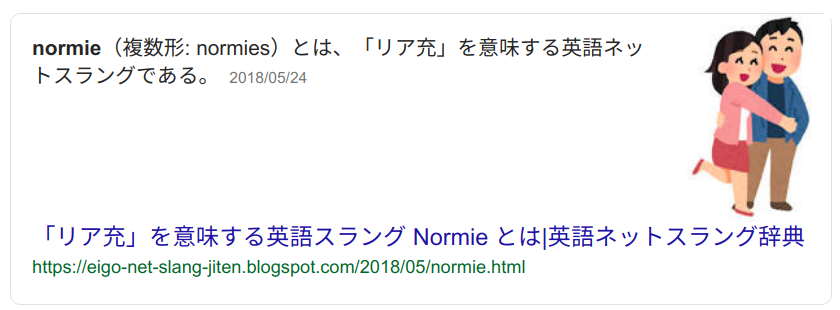 normie（複数形: normies）とは、「リア充」を意味する英語ネッ
トスラングである。 2018/05/24
「リア充」を意味する英語スラング Normie とは|英語ネットスラング辞典
https://eigo-net-slang-jiten.blogspot.com/2018/05/normie.html